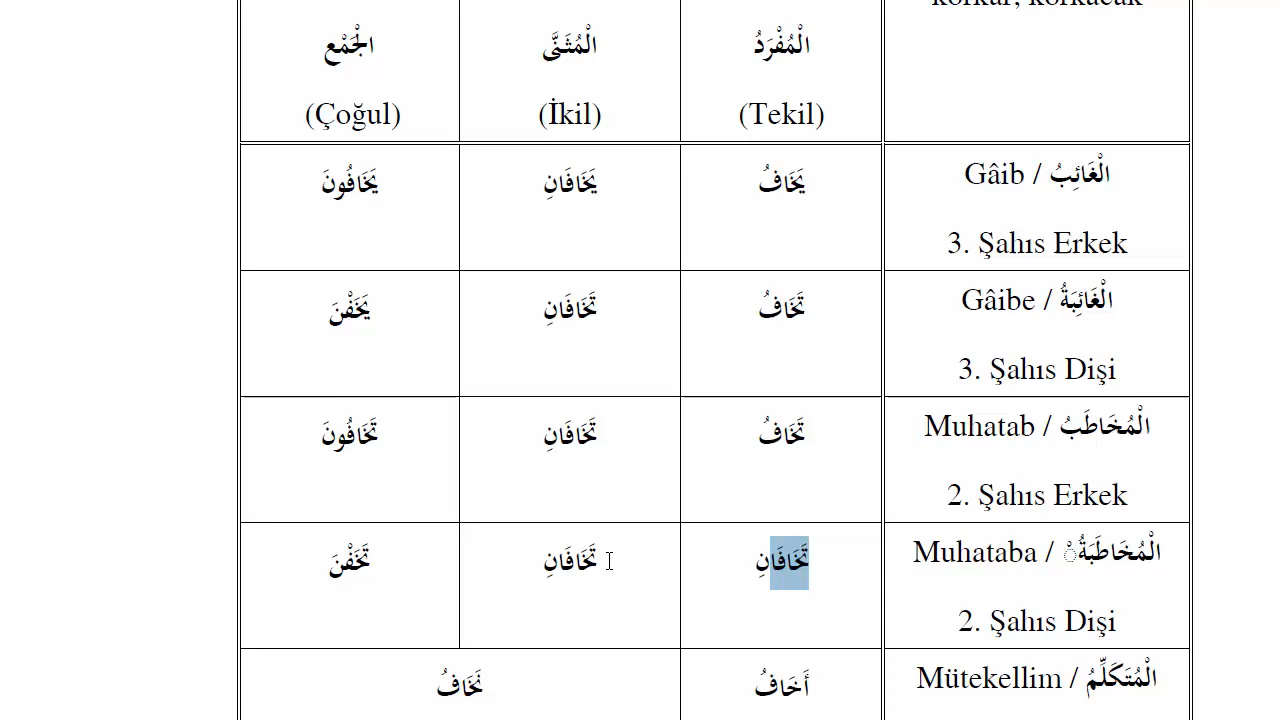 korkar, korkacak
الْمُفْرَدُ الْمُثَنَّى الْجَمْع
(Tekil) (İkil) (Çoğul)
Gâib / الْغَائِبُ يَخَافُ يَخَافَانِ يَخَافُونَ
3. Şahıs Erkek
Gâibe / الْغَائِبَةُ تَخَافُ تَخَافَانِ يَخَفْنَ
3. Şahıs Dişi
Muhatab / الْمُخَاطَبُ تَخَافُ تَخَافَانِ تَخَافُونَ
2. Şahıs Erkek
Muhataba / الْمُخَاطَبَةُ تَخَافَانِ تَخَافَانِ تَخَفْنَ
2. Şahıs Dişi
Mütekellim / الْمُتَكَلِّمُ أَخَافُ نَخَافُ